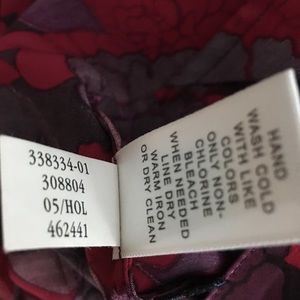 338334-01
308804
05/HOL
462441
HAND
WASH COLD
WITH LIKE
COLORS
ONLY NON-
CHLORINE
BLEACH
WHEN NEEDED
LINE DRY
WARM IRON
OR DRY CLEAN